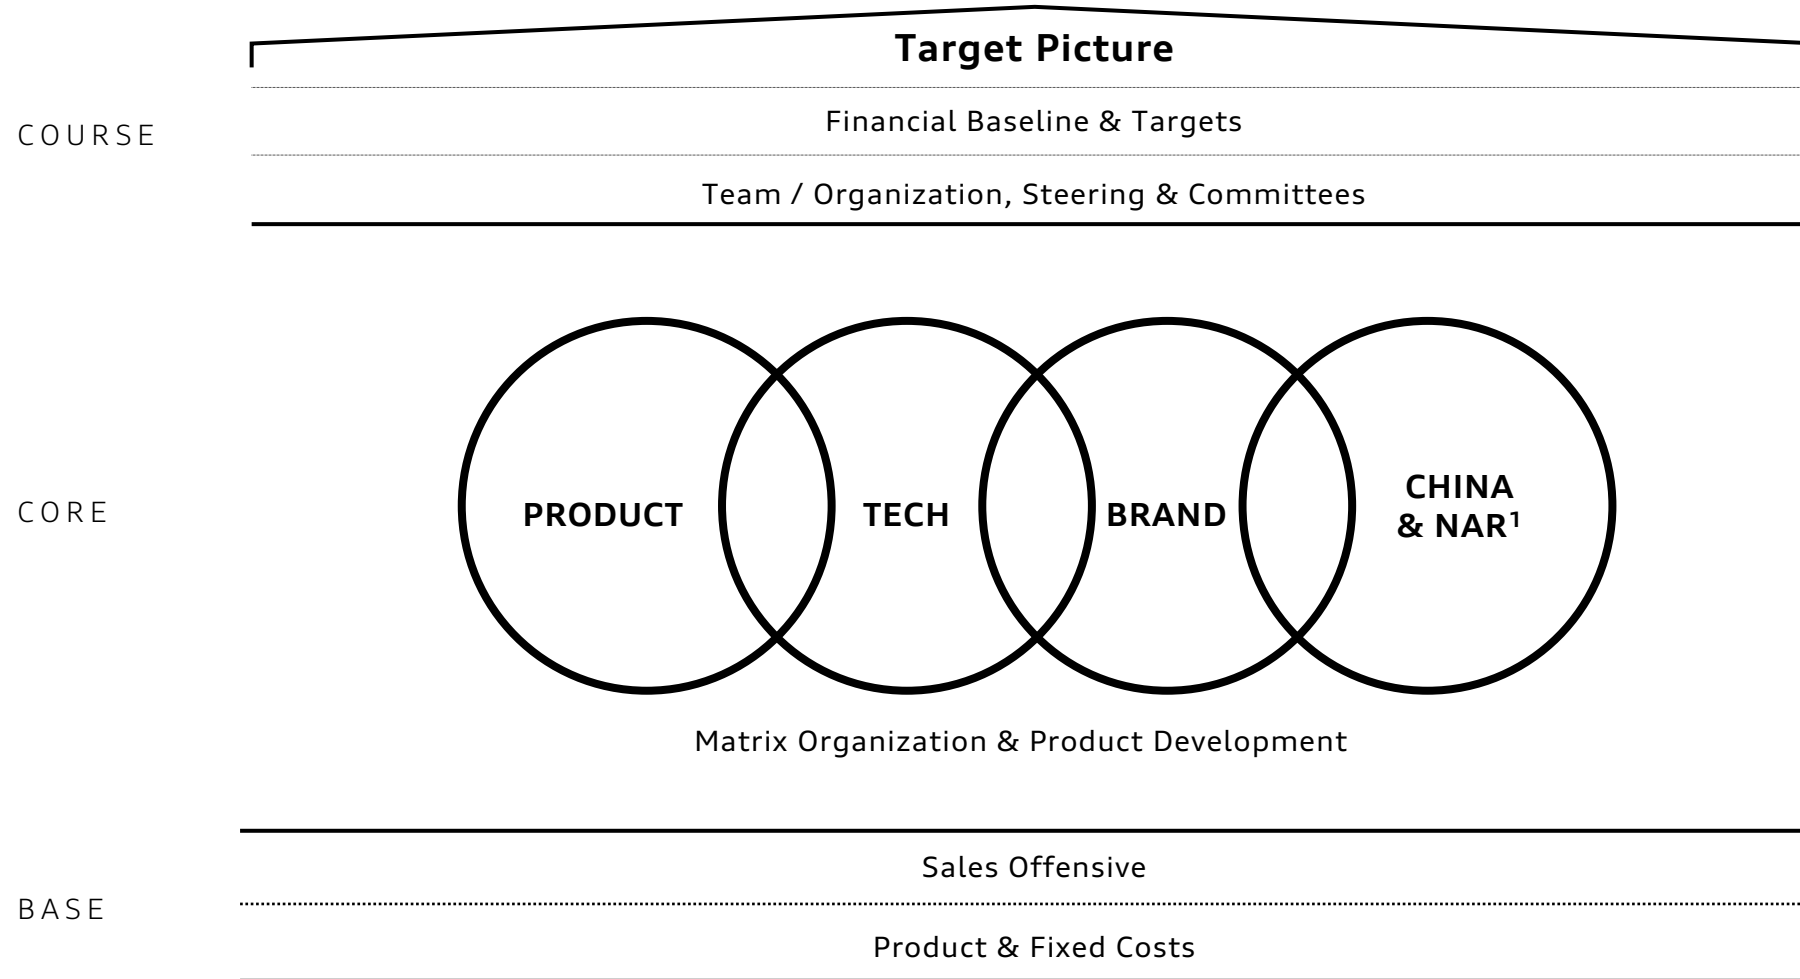 Target Picture
COURSE
Financial Baseline & Targets
Team / Organization, Steering & Committees
CORE
PRODUCT
TECH
BRAND
CHINA
& NAR¹
Matrix Organization & Product Development
Sales Offensive
BASE
Product & Fixed Costs